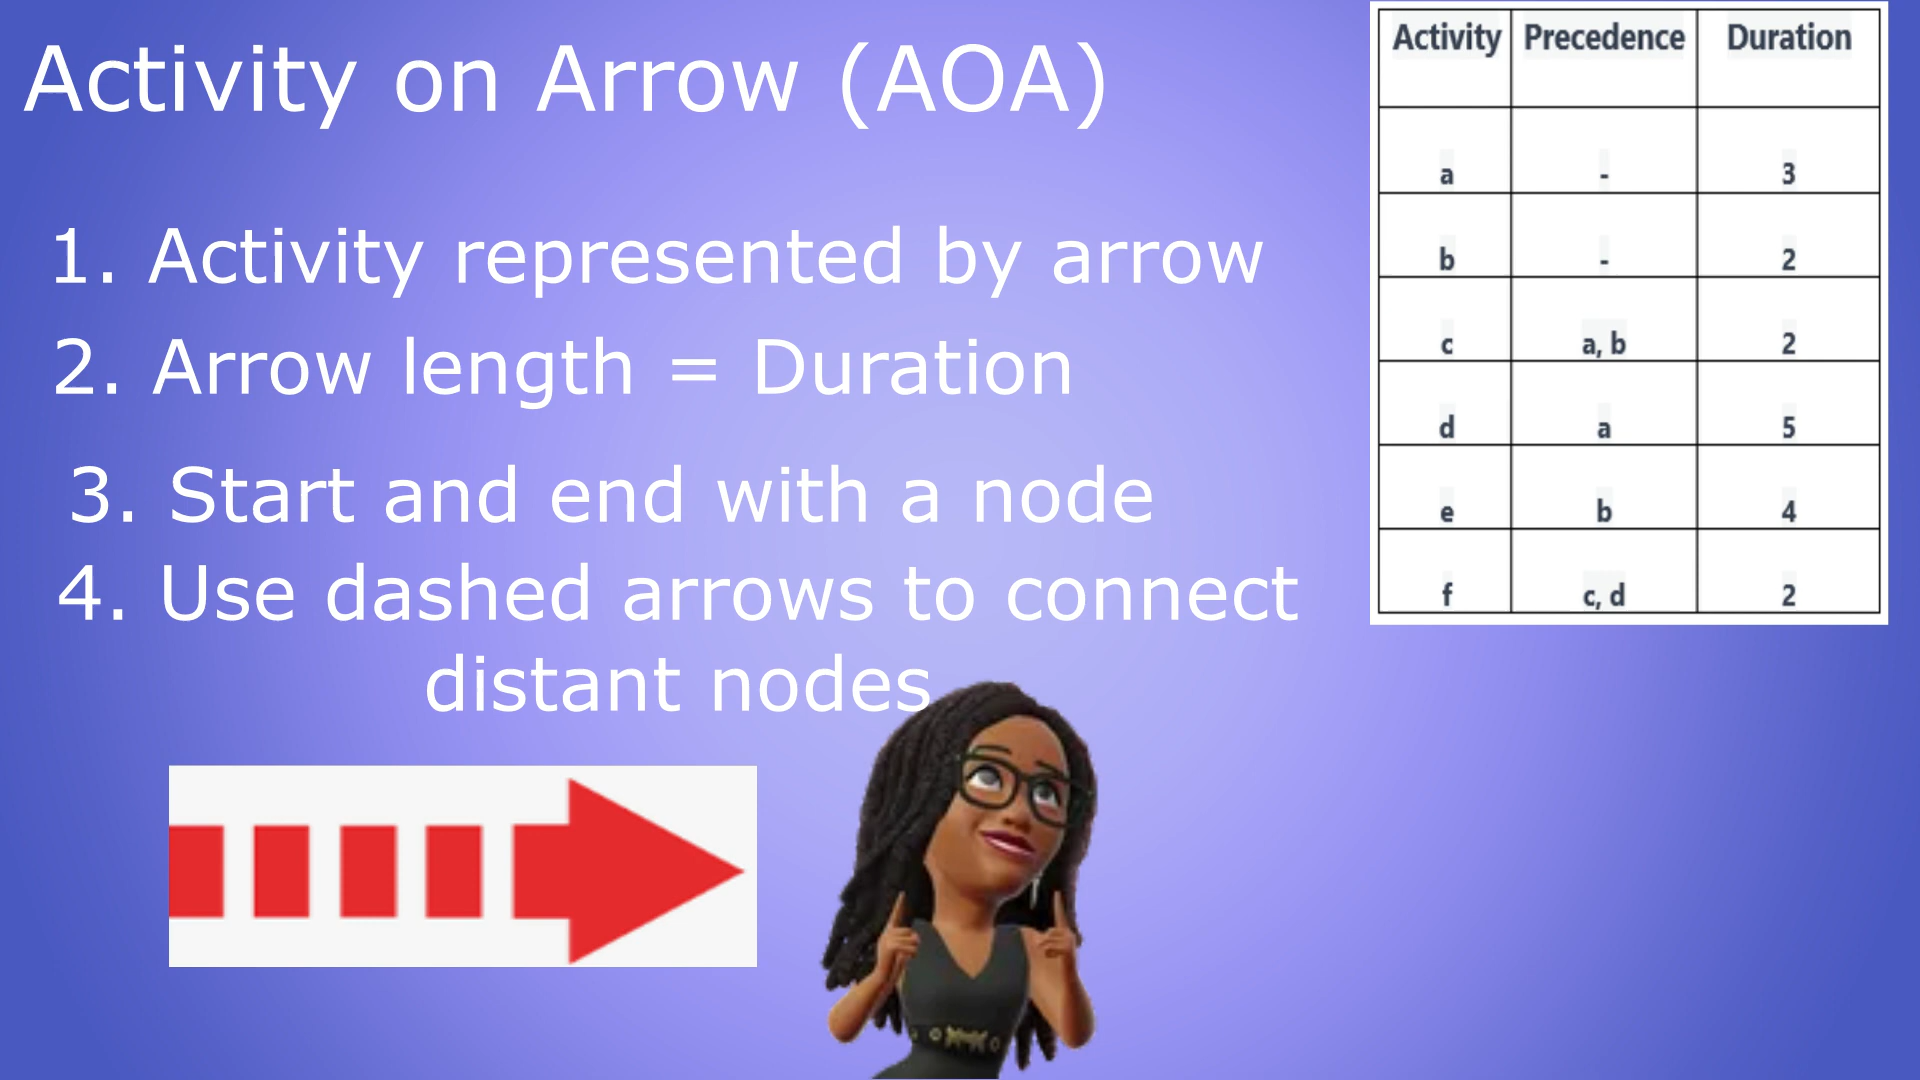 Activity on Arrow (AOA)
1. Activity represented by arrow
2. Arrow length = Duration
3. Start and end with a node
4. Use dashed arrows to connect
distant nodes
Activity Precedence Duration
a - 3
b - 2
c a, b 2
d a 5
e b 4
f c, d 2